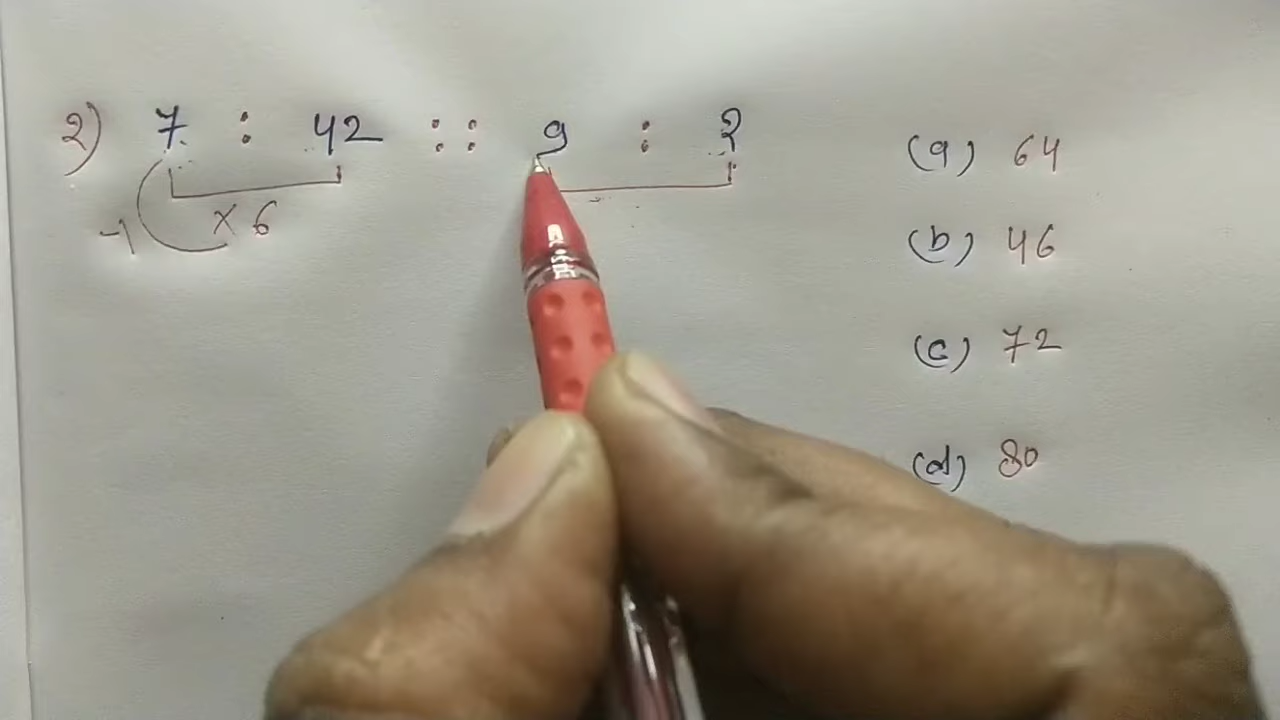 2) 7 : 42 :: 9 : ?
-1 × 6
(a) 64
(b) 46
(c) 72
(d) 80